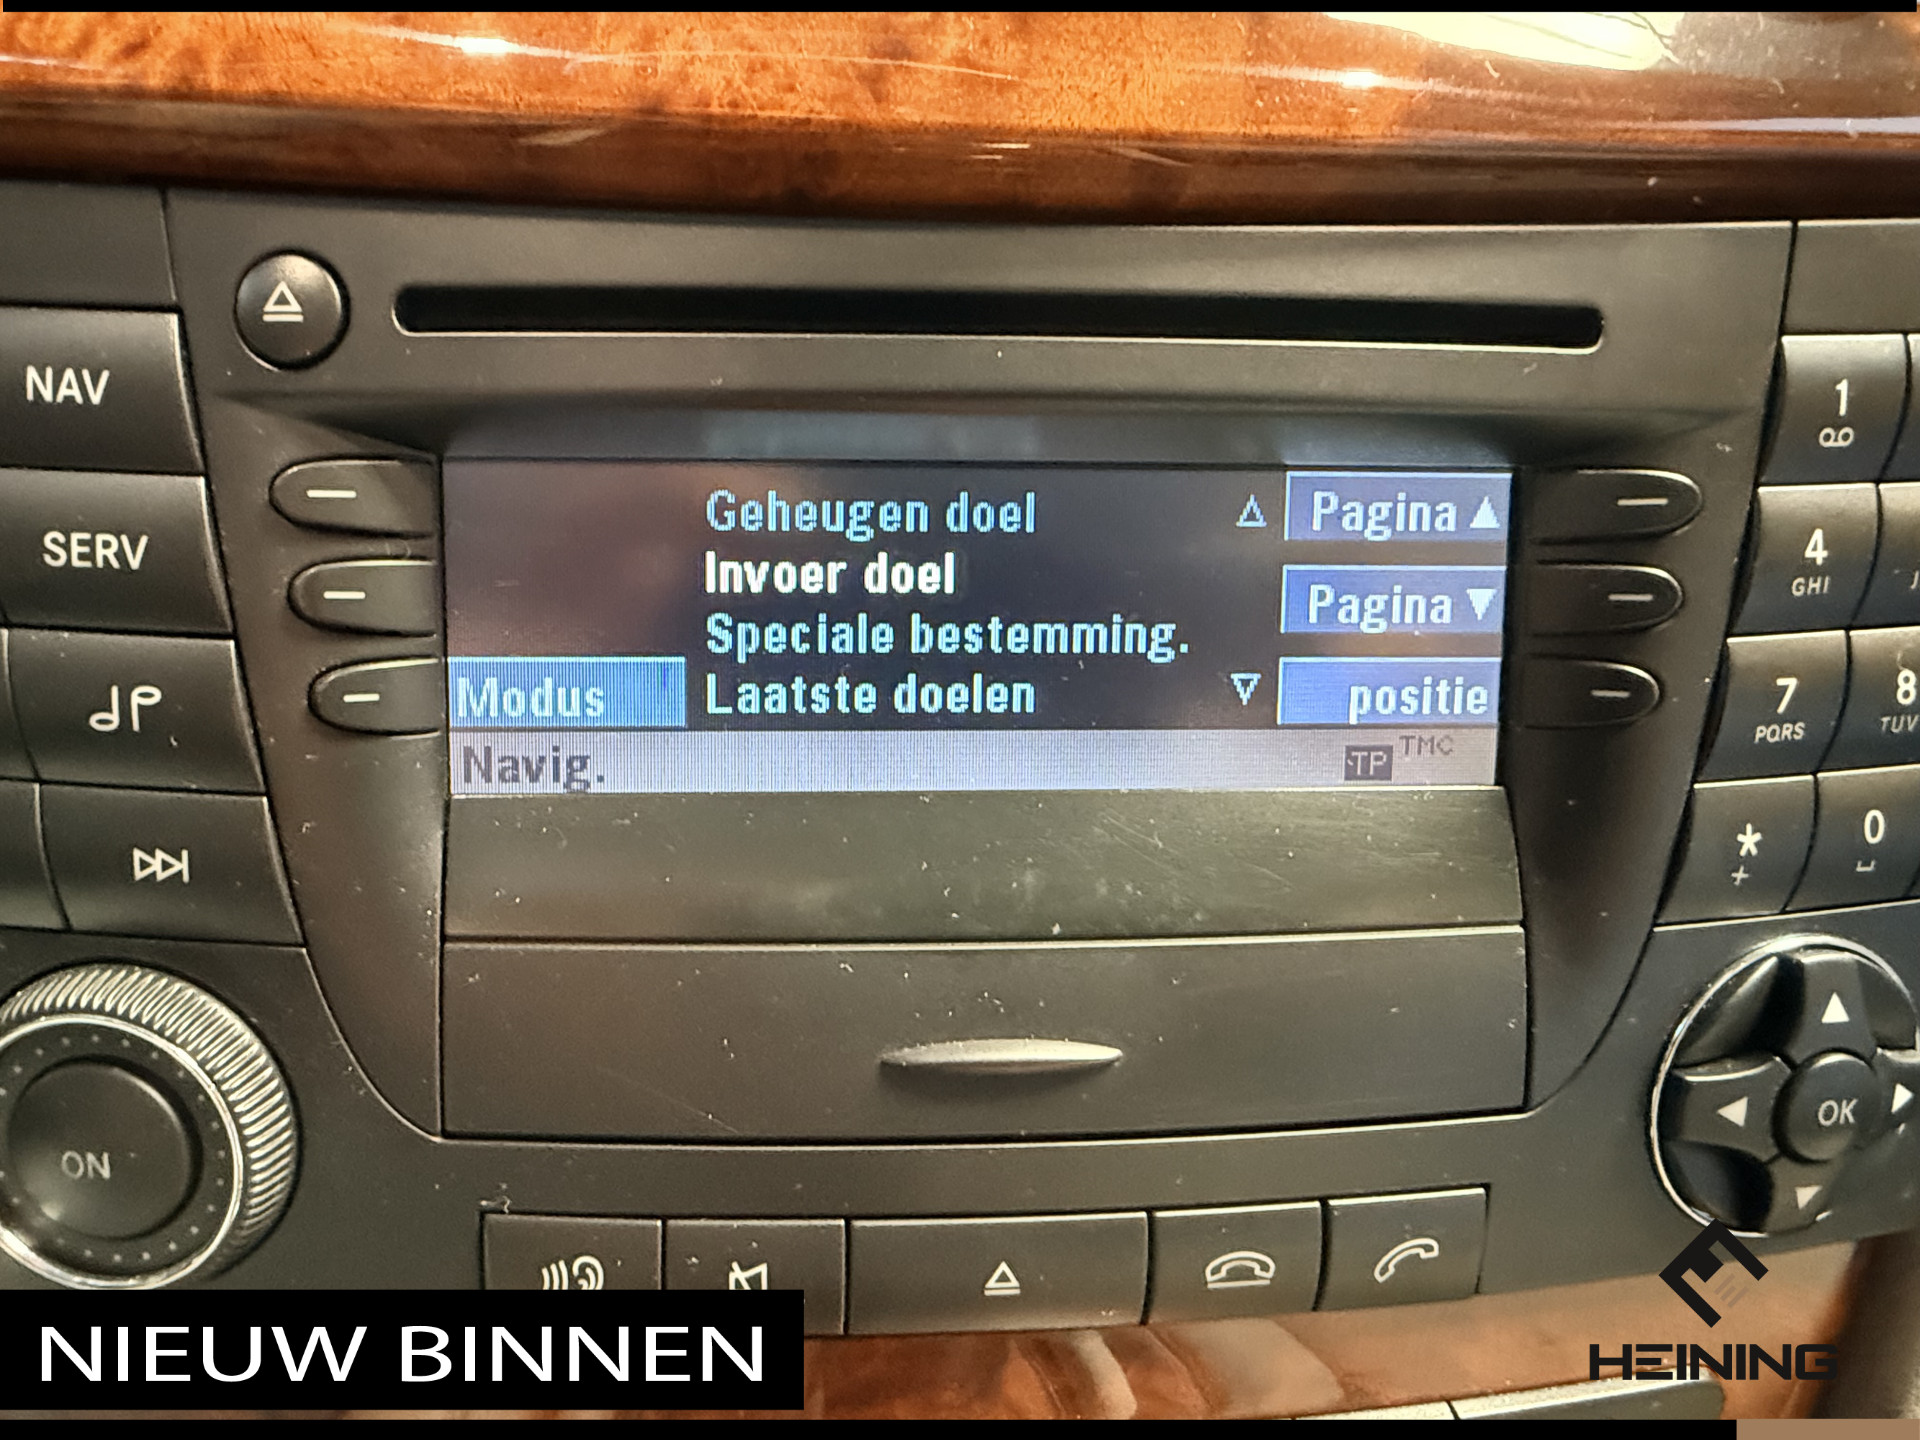 NAV
SERV
ON
Geheugen doel
Invoer doel
Speciale bestemming.
Laatste doelen
Modus
Navig.
Pagina ▲
Pagina ▼
positie
TP TMC
1
4
GHI
7
PQRS
8
TUV
*
+
0
OK
NIEUW BINNEN
HEINING